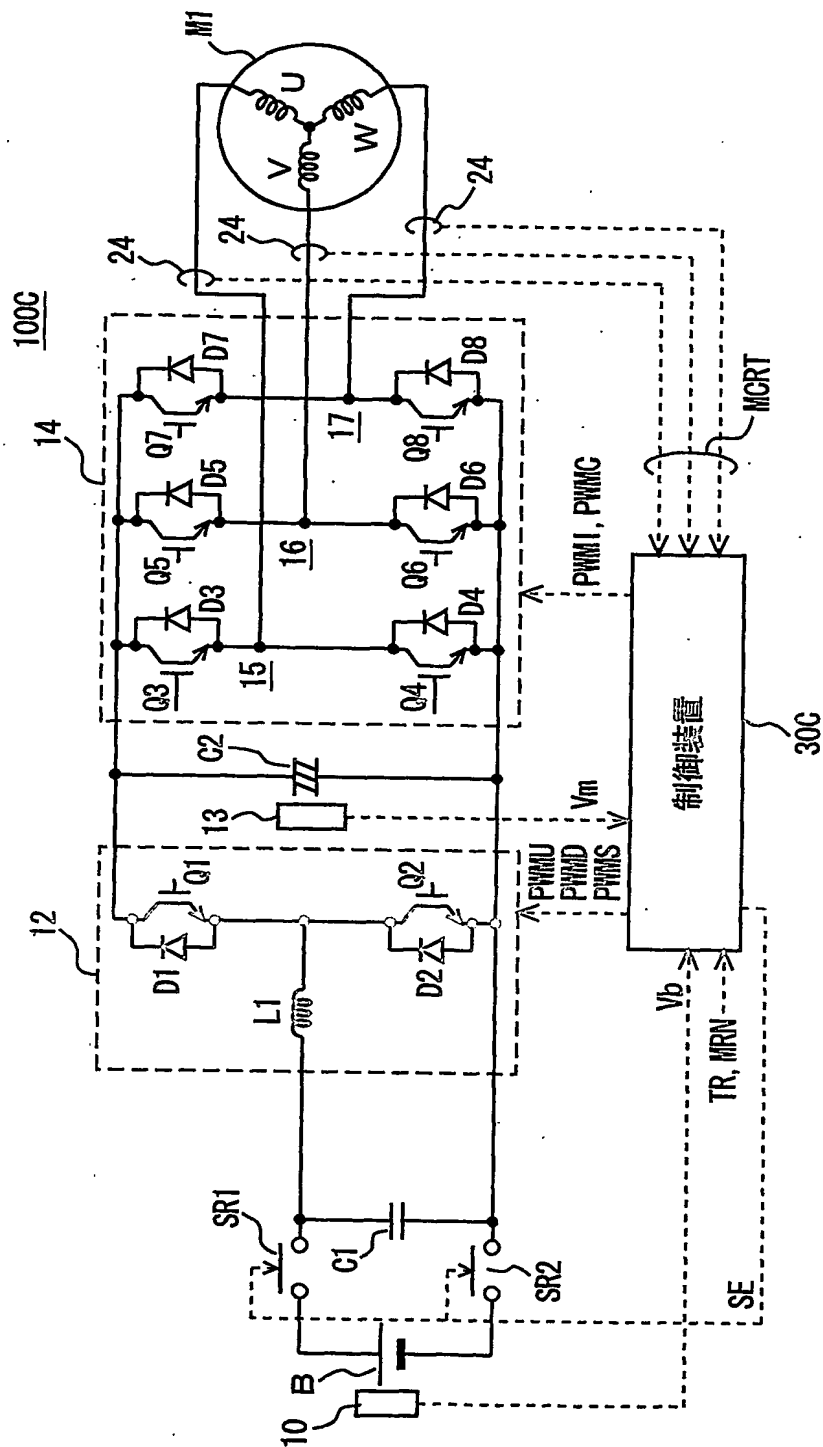 100C
14
12
M1
U
V
W
24
24
24
D7
Q7
D8
Q8
17
D5
Q5
D6
Q6
16
D3
Q3
D4
Q4
15
C2
13
Q1
D1
Q2
D2
L1
SR1
C1
SR2
B
10
MCRT
PWMI, PWMC
Vm
PWMU
PWMD
PWMS
制御装置
30C
Vb
TR, MRN
SE